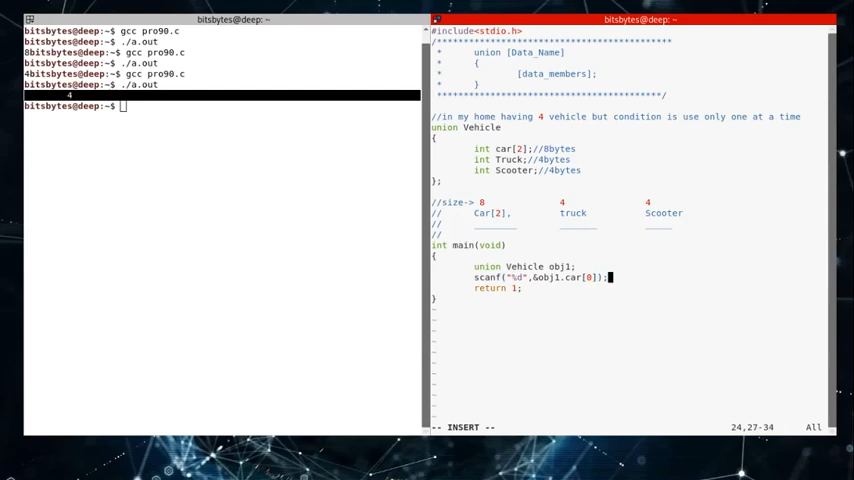 bitsbytes@deep: ~
bitsbytes@deep:~$ gcc pro90.c
bitsbytes@deep:~$ ./a.out
8bitsbytes@deep:~$ gcc pro90.c
bitsbytes@deep:~$ ./a.out
4bitsbytes@deep:~$ gcc pro90.c
bitsbytes@deep:~$ ./a.out
4
bitsbytes@deep:~$
bitsbytes@deep: ~
#include<stdio.h>
/********************************************
* union [Data_Name]
* {
* [data_members];
* }
******************************************/
//in my home having 4 vehicle but condition is use only one at a time
union Vehicle
{
int car[2];//8bytes
int Truck;//4bytes
int Scooter;//4bytes
};
//size-> 8 4 4
// Car[2], truck Scooter
// ________ _______ _____
//
int main(void)
{
union Vehicle obj1;
scanf("%d",&obj1.car[0]);
return 1;
}
~
~
~
~
~
~
~
~
~
~
-- INSERT -- 24,27-34 All